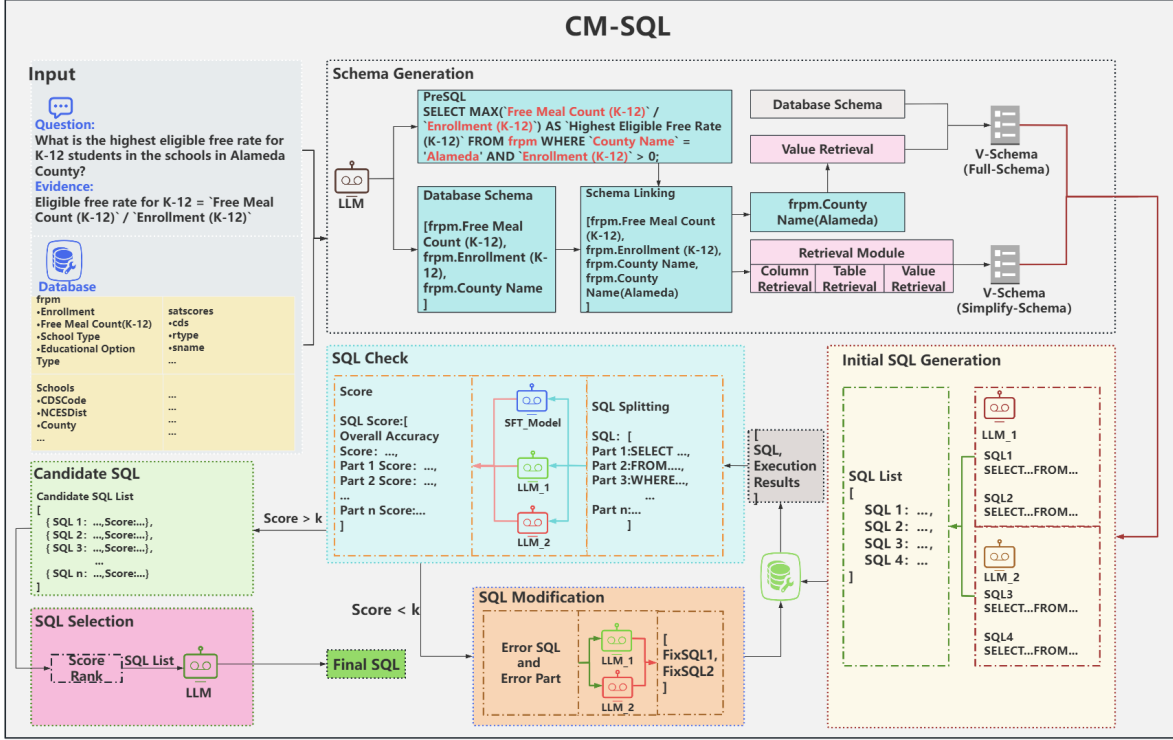 CM-SQL
Input
Question:
What is the highest eligible free rate for
K-12 students in the schools in Alameda
County?
Evidence:
Eligible free rate for K-12 = `Free Meal
Count (K-12)` / `Enrollment (K-12)`
Database
frpm
•Enrollment
•Free Meal Count(K-12)
•School Type
•Educational Option
Type
satscores
•cds
•rtype
•sname
...
Schools
•CDSCode
•NCESDist
•County
...
...
...
...
Schema Generation
LLM
PreSQL
SELECT MAX(`Free Meal Count (K-12)` /
`Enrollment (K-12)`) AS `Highest Eligible Free Rate
(K-12)` FROM frpm WHERE `County Name` =
'Alameda' AND `Enrollment (K-12)` > 0;
Database Schema
[frpm.Free Meal
Count (K-12),
frpm.Enrollment (K-
12),
frpm.County Name
]
Schema Linking
[frpm.Free Meal Count
(K-12),
frpm.Enrollment (K-12),
frpm.County Name,
frpm.County
Name(Alameda)
]
Database Schema
Value Retrieval
frpm.County
Name(Alameda)
Retrieval Module
Column
Retrieval
Table
Retrieval
Value
Retrieval
V-Schema
(Full-Schema)
V-Schema
(Simplify-Schema)
Initial SQL Generation
LLM_1
SQL1
SELECT...FROM...
SQL2
SELECT...FROM...
LLM_2
SQL3
SELECT...FROM...
SQL4
SELECT...FROM...
SQL List
[
SQL 1: ...,
SQL 2: ...,
SQL 3: ...,
SQL 4: ...
]
[
SQL,
Execution
Results
]
SQL Check
Score
SQL Score:[
Overall Accuracy
Score: ...,
Part 1 Score: ...,
Part 2 Score: ...,
...
Part n Score:...
]
SFT_Model
LLM_1
LLM_2
SQL Splitting
SQL: [
Part 1:SELECT ...,
Part 2:FROM....,
Part 3:WHERE...,
...
Part n:...
]
Score > k
Score < k
Candidate SQL
Candidate SQL List
[
{ SQL 1: ...,Score:...},
{ SQL 2: ...,Score:...},
{ SQL 3: ...,Score:...},
...
{ SQL n: ...,Score:...}
]
SQL Modification
Error SQL
and
Error Part
LLM_1
LLM_2
[
FixSQL1,
FixSQL2
]
SQL Selection
Score
Rank
SQL List
LLM
Final SQL